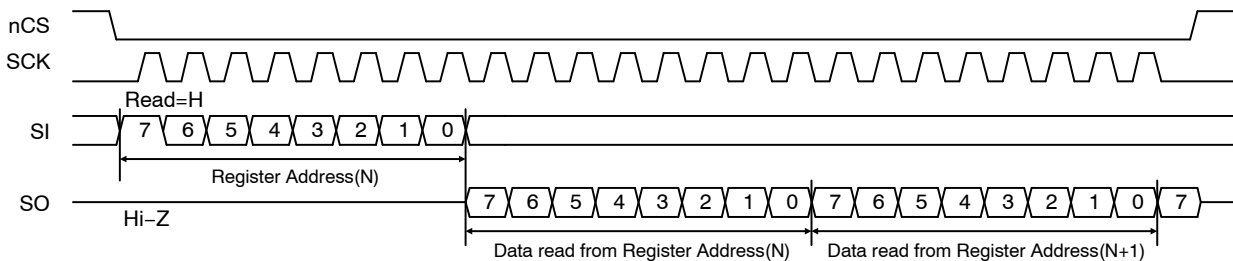 nCS
SCK
Read=H
SI 7 6 5 4 3 2 1 0
Register Address(N)
SO 7 6 5 4 3 2 1 0 7 6 5 4 3 2 1 0 7
Hi−Z
Data read from Register Address(N) Data read from Register Address(N+1)